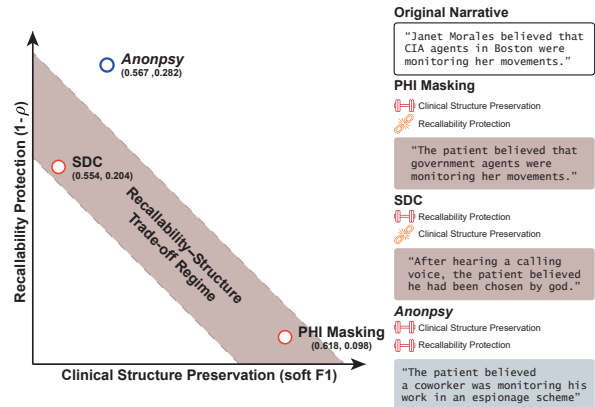 Recallability Protection (1-ρ)
Anonpsy
(0.567 ,0.282)
SDC
(0.554, 0.204)
Recallability–Structure
Trade-off Regime
PHI Masking
(0.618, 0.098)
Clinical Structure Preservation (soft F1)
Original Narrative
"Janet Morales believed that
CIA agents in Boston were
monitoring her movements."
PHI Masking
Clinical Structure Preservation
Recallability Protection
"The patient believed that
government agents were
monitoring her movements."
SDC
Recallability Protection
Clinical Structure Preservation
"After hearing a calling
voice, the patient believed
he had been chosen by god."
Anonpsy
Clinical Structure Preservation
Recallability Protection
"The patient believed
a coworker was monitoring his
work in an espionage scheme"